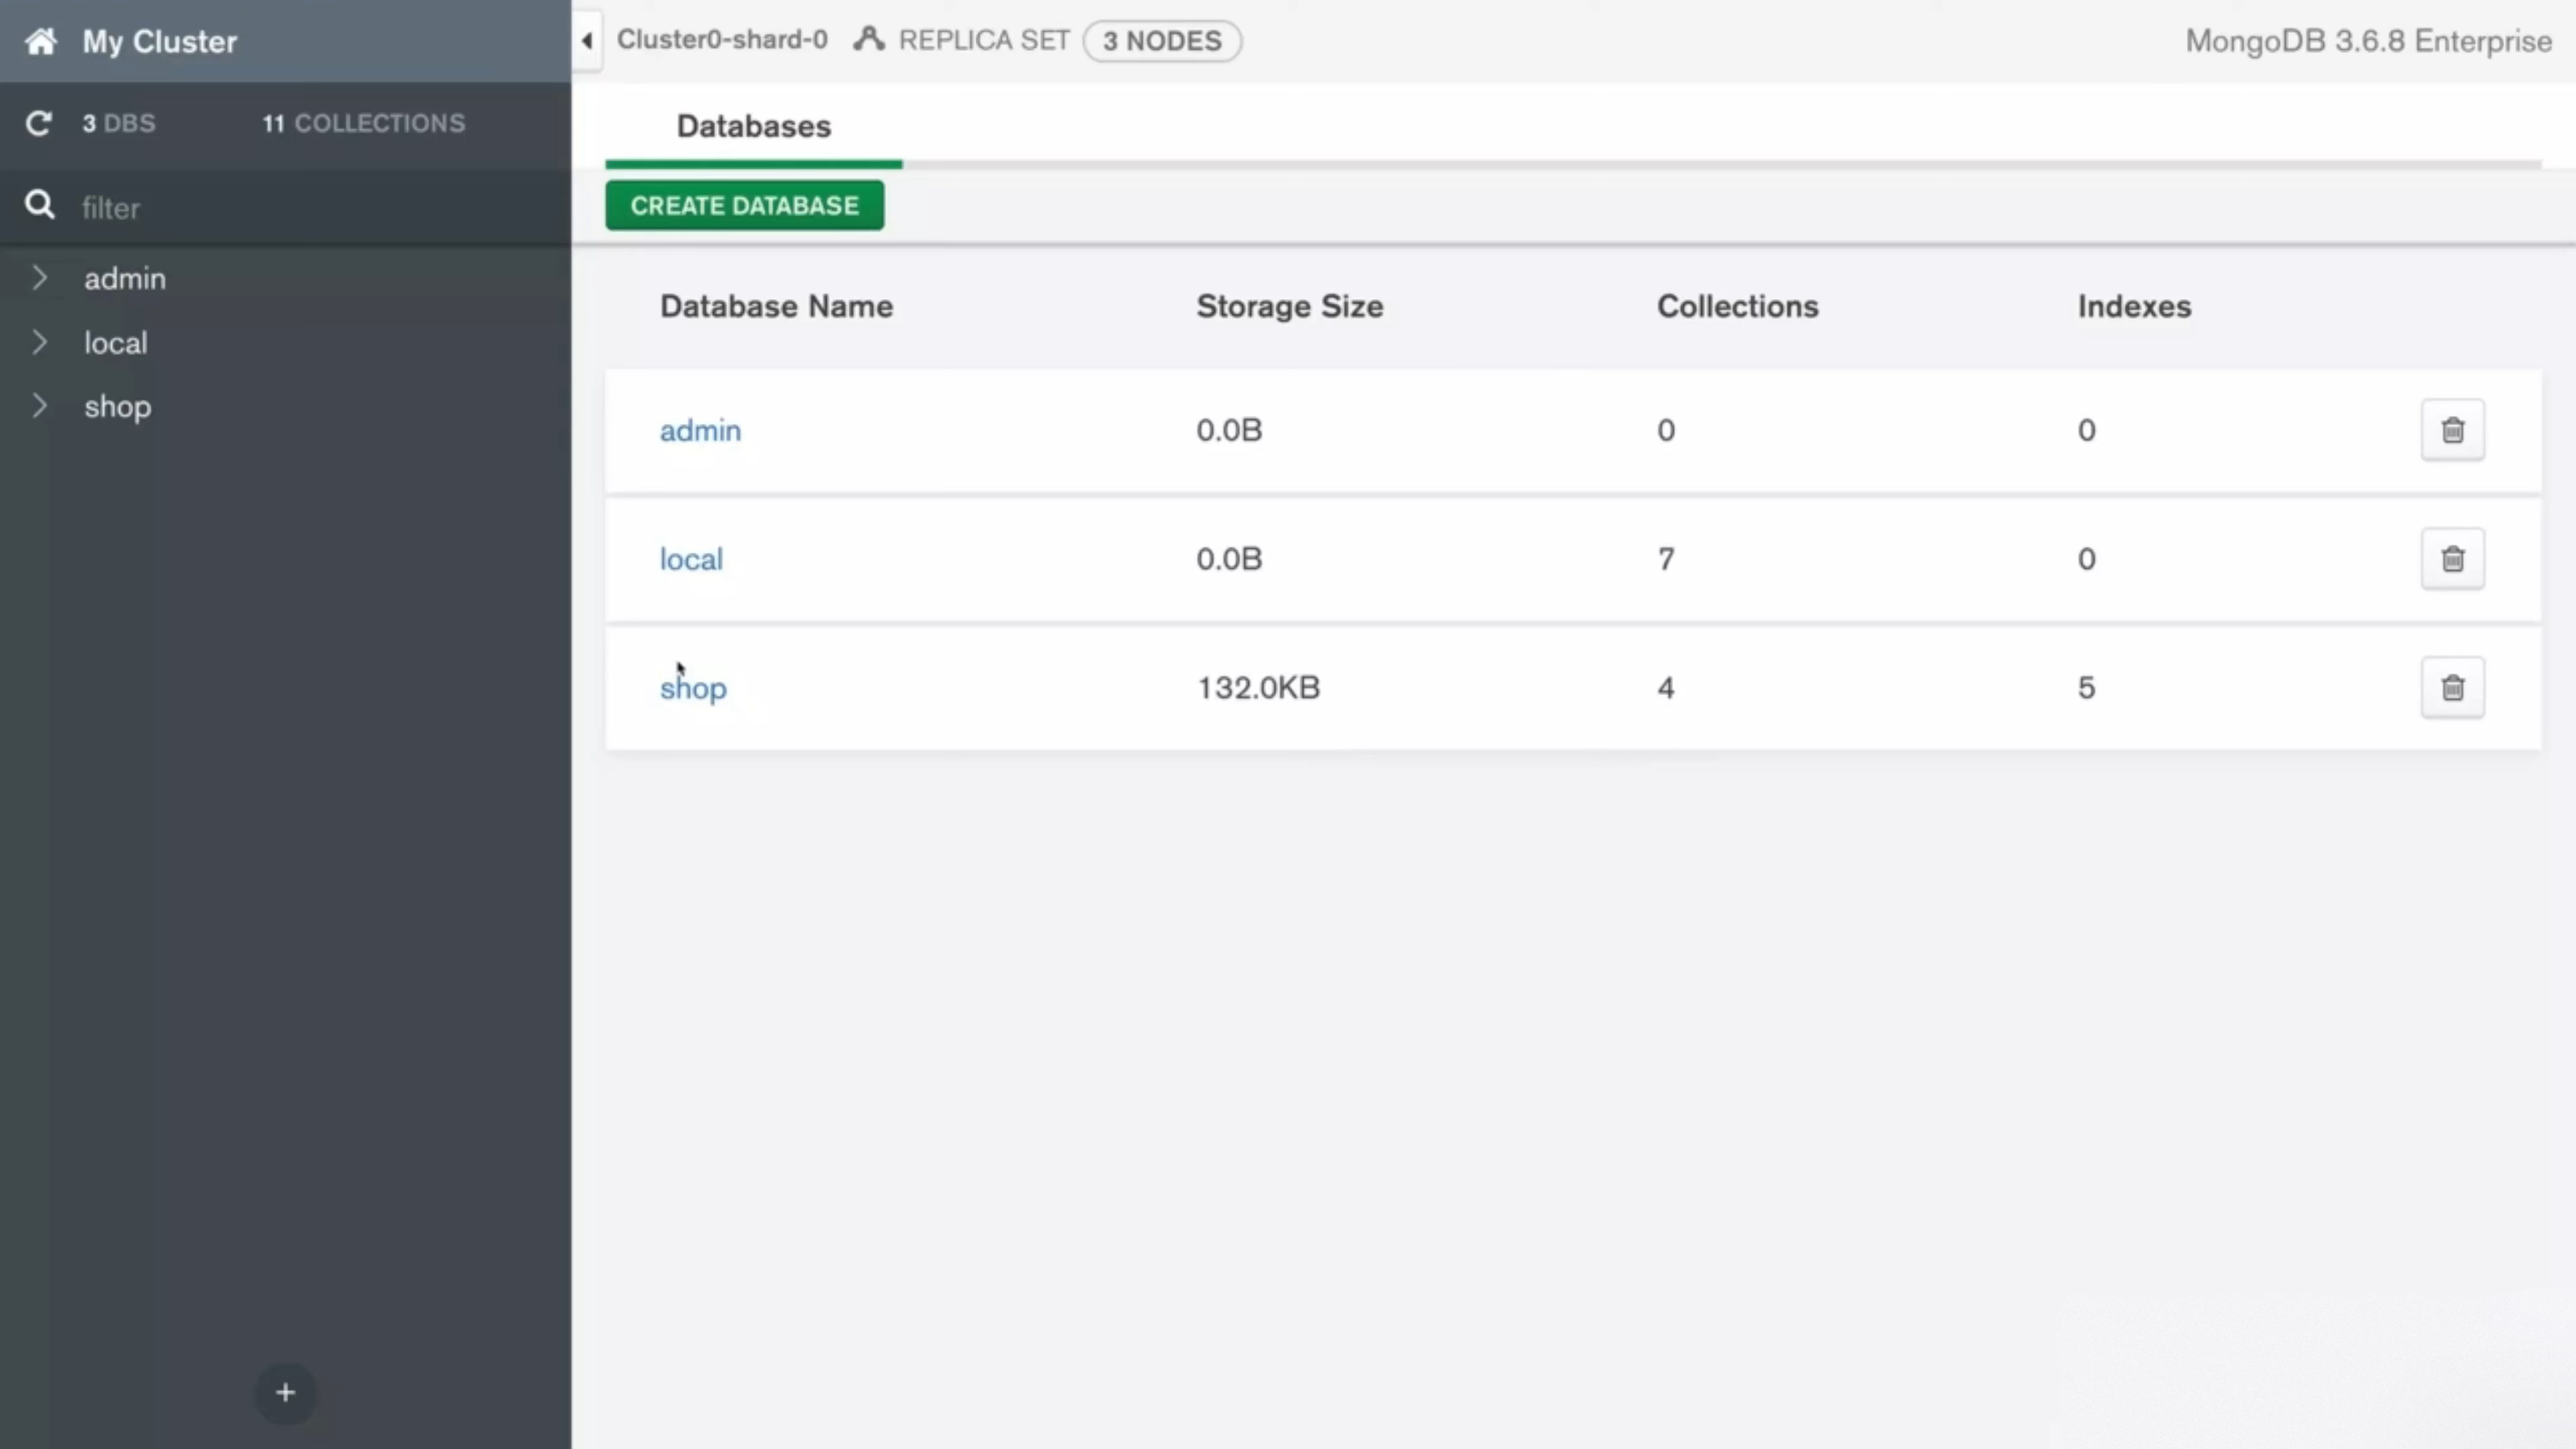 My Cluster
Cluster0-shard-0 REPLICA SET 3 NODES
MongoDB 3.6.8 Enterprise
3 DBS 11 COLLECTIONS
filter
admin
local
shop
Databases
CREATE DATABASE
Database Name Storage Size Collections Indexes
admin 0.0B 0 0
local 0.0B 7 0
shop 132.0KB 4 5